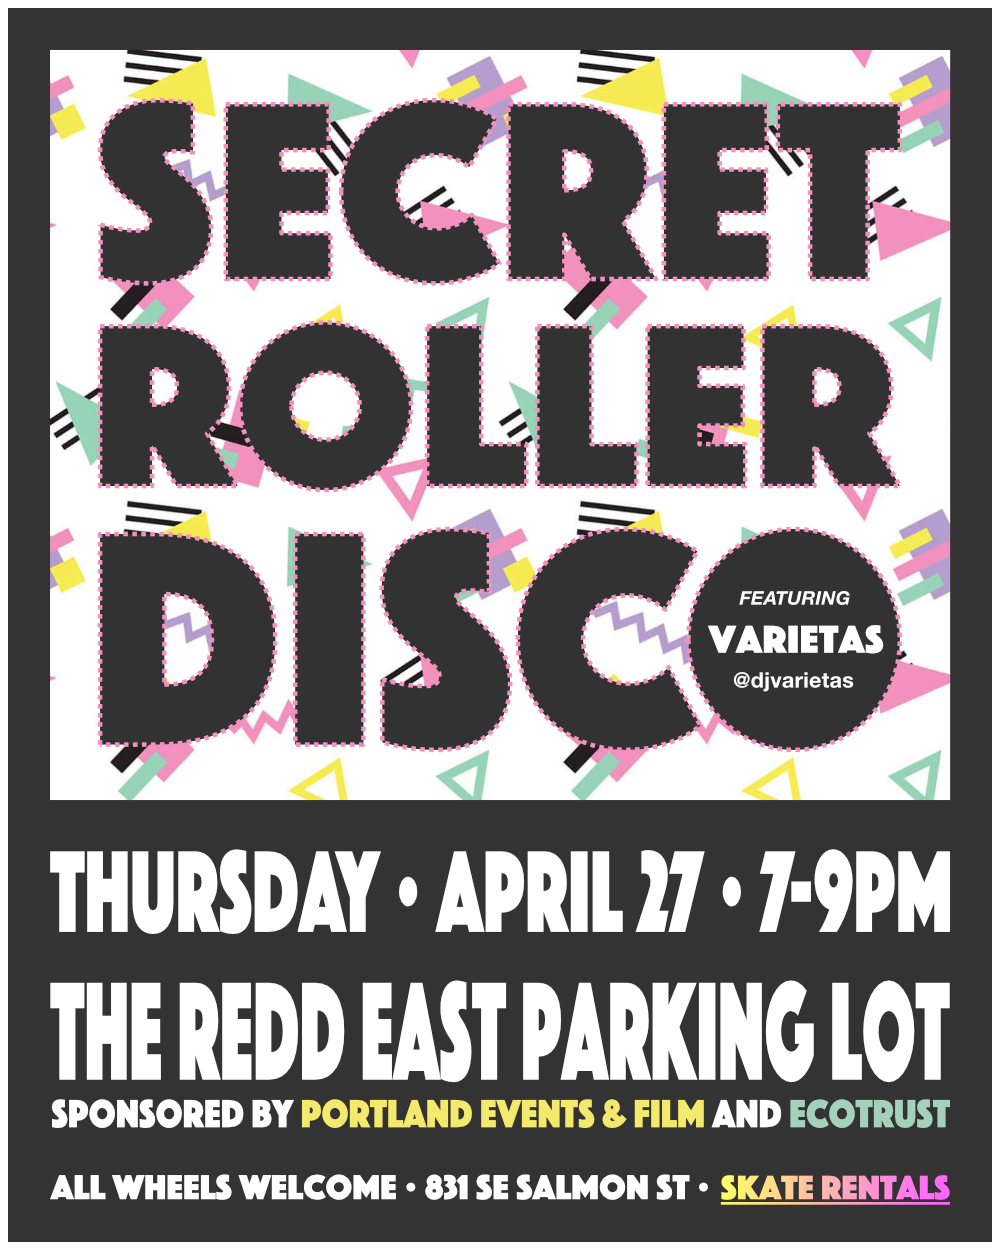 SECRET
ROLLER
DISCO
FEATURING
VARIETAS
@djvarietas
THURSDAY • APRIL 27 • 7-9PM
THE REDD EAST PARKING LOT
SPONSORED BY PORTLAND EVENTS & FILM AND ECOTRUST
ALL WHEELS WELCOME • 831 SE SALMON ST • SKATE RENTALS